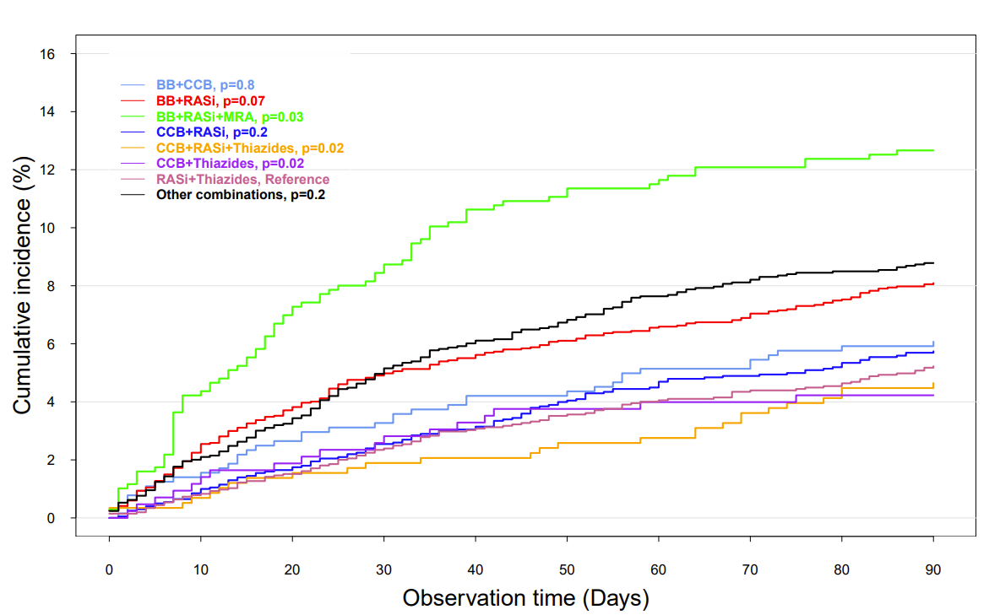 16
14
12
10
8
6
4
2
0
Cumulative incidence (%)
BB+CCB, p=0.8
BB+RASi, p=0.07
BB+RASi+MRA, p=0.03
CCB+RASi, p=0.2
CCB+RASi+Thiazides, p=0.02
CCB+Thiazides, p=0.02
RASi+Thiazides, Reference
Other combinations, p=0.2
0 10 20 30 40 50 60 70 80 90
Observation time (Days)